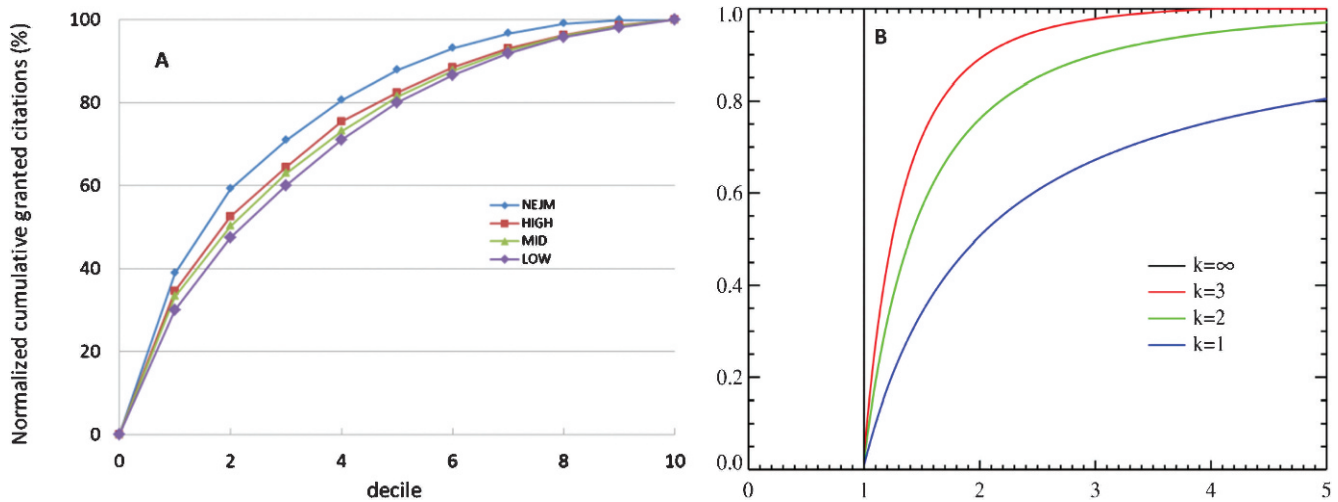 Normalized cumulative granted citations (%)
100
80
60
40
20
0
A
NEJM
HIGH
MID
LOW
0 2 4 6 8 10
decile
1.0
0.8
0.6
0.4
0.2
0.0
B
k=∞
k=3
k=2
k=1
0 1 2 3 4 5